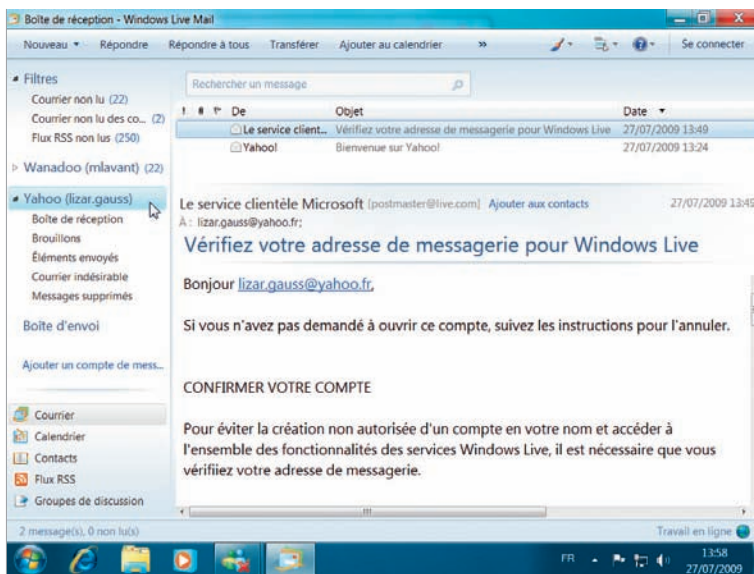 Boîte de réception - Windows Live Mail
Nouveau Répondre Répondre à tous Transférer Ajouter au calendrier » Se connecter
Filtres
Courrier non lu (22)
Courrier non lu des co... (2)
Flux RSS non lus (250)
Wanadoo (mlavant) (22)
Yahoo (lizar.gauss)
Boîte de réception
Brouillons
Éléments envoyés
Courrier indésirable
Messages supprimés
Boîte d'envoi
Ajouter un compte de mess...
Courrier
Calendrier
Contacts
Flux RSS
Groupes de discussion
Rechercher un message
! De Objet Date
Le service client... Vérifiez votre adresse de messagerie pour Windows Live 27/07/2009 13:49
Yahoo! Bienvenue sur Yahoo! 27/07/2009 13:24
Le service clientèle Microsoft (postmaster@live.com) Ajouter aux contacts 27/07/2009 13:49
À : lizar.gauss@yahoo.fr;
Vérifiez votre adresse de messagerie pour Windows Live
Bonjour lizar.gauss@yahoo.fr,
Si vous n'avez pas demandé à ouvrir ce compte, suivez les instructions pour l'annuler.
CONFIRMER VOTRE COMPTE
Pour éviter la création non autorisée d'un compte en votre nom et accéder à
l'ensemble des fonctionnalités des services Windows Live, il est nécessaire que vous
vérifiiez votre adresse de messagerie.
2 message(s), 0 non lu(s) Travail en ligne
FR 13:58
27/07/2009